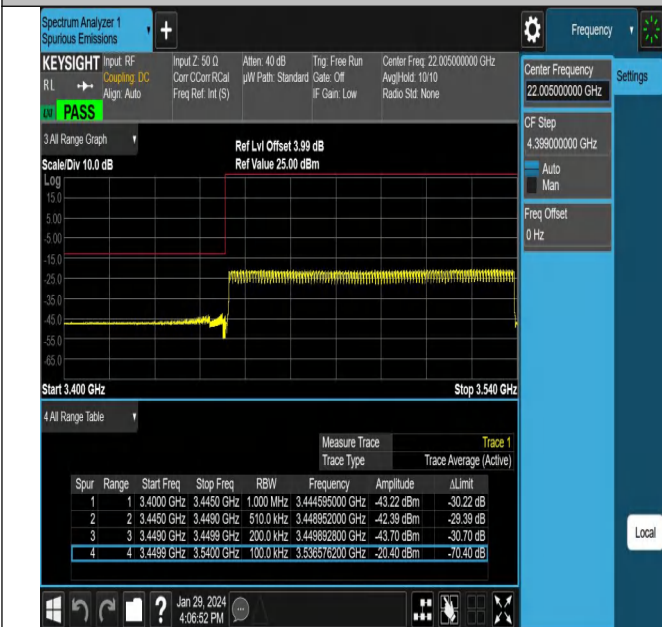 Spectrum Analyzer 1
Spurious Emissions
+
Frequency
KEYSIGHT Input: RF Input Z: 50 Ω Atten: 40 dB Trig: Free Run Center Freq: 22.005000000 GHz
RL Coupling: DC Corr CCorr RCal µW Path: Standard Gate: Off Avg|Hold: 10/10
Align: Auto Freq Ref: Int (S) IF Gain: Low Radio Std: None
PASS
Center Frequency
22.005000000 GHz
Settings
CF Step
4.399000000 GHz
Auto
Man
Freq Offset
0 Hz
Local
3 All Range Graph
Ref Lvl Offset 3.99 dB
Scale/Div 10.0 dB Ref Value 25.00 dBm
Log
15.0
5.00
-5.00
-15.0
-25.0
-35.0
-45.0
-55.0
-65.0
Start 3.400 GHz Stop 3.540 GHz
4 All Range Table
Measure Trace Trace 1
Trace Type Trace Average (Active)
Spur Range Start Freq Stop Freq RBW Frequency Amplitude ΔLimit
1 1 3.4000 GHz 3.4450 GHz 1.000 MHz 3.444595000 GHz -43.22 dBm -30.22 dB
2 2 3.4450 GHz 3.4490 GHz 510.0 kHz 3.448952000 GHz -42.39 dBm -29.39 dB
3 3 3.4490 GHz 3.4499 GHz 200.0 kHz 3.449892800 GHz -43.70 dBm -30.70 dB
4 4 3.4499 GHz 3.5400 GHz 100.0 kHz 3.536576200 GHz -20.40 dBm -70.40 dB
?
Jan 29, 2024
4:06:52 PM